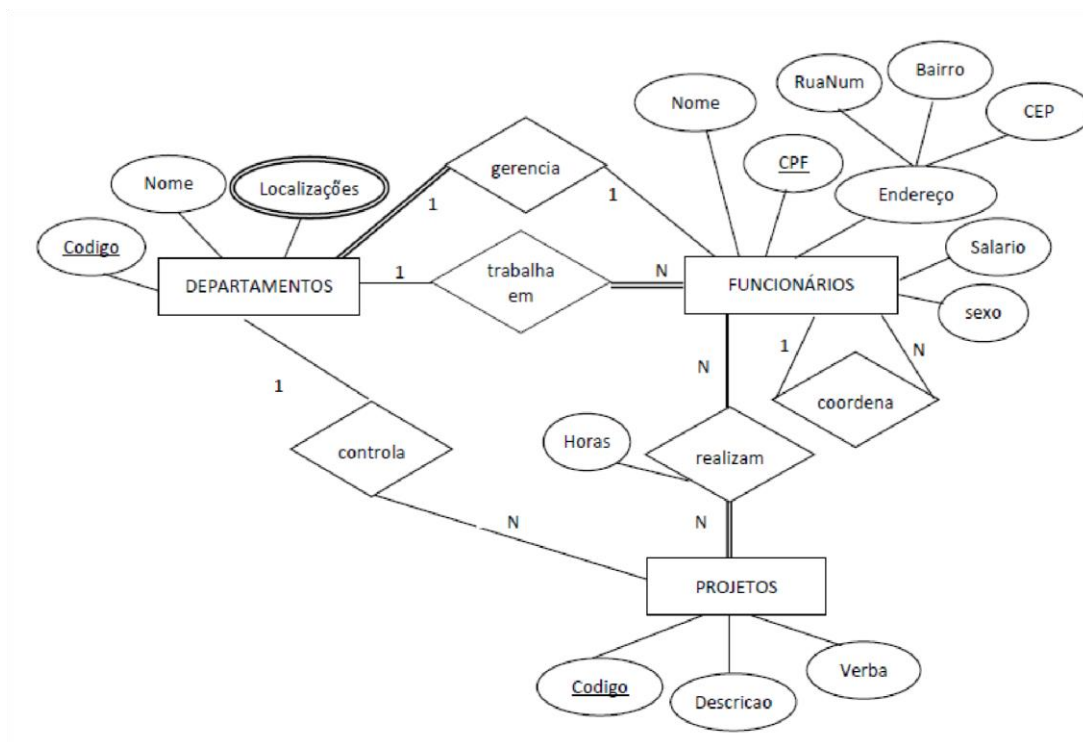 Bairro
RuaNum
Nome
CEP
CPF
gerencia
Nome
Localizações
1
1
Endereço
Codigo
Salario
DEPARTAMENTOS
1
trabalha
em
N
FUNCIONÁRIOS
sexo
1
N
N
1
coordena
Horas
controla
realizam
N
N
PROJETOS
Codigo
Descricao
Verba